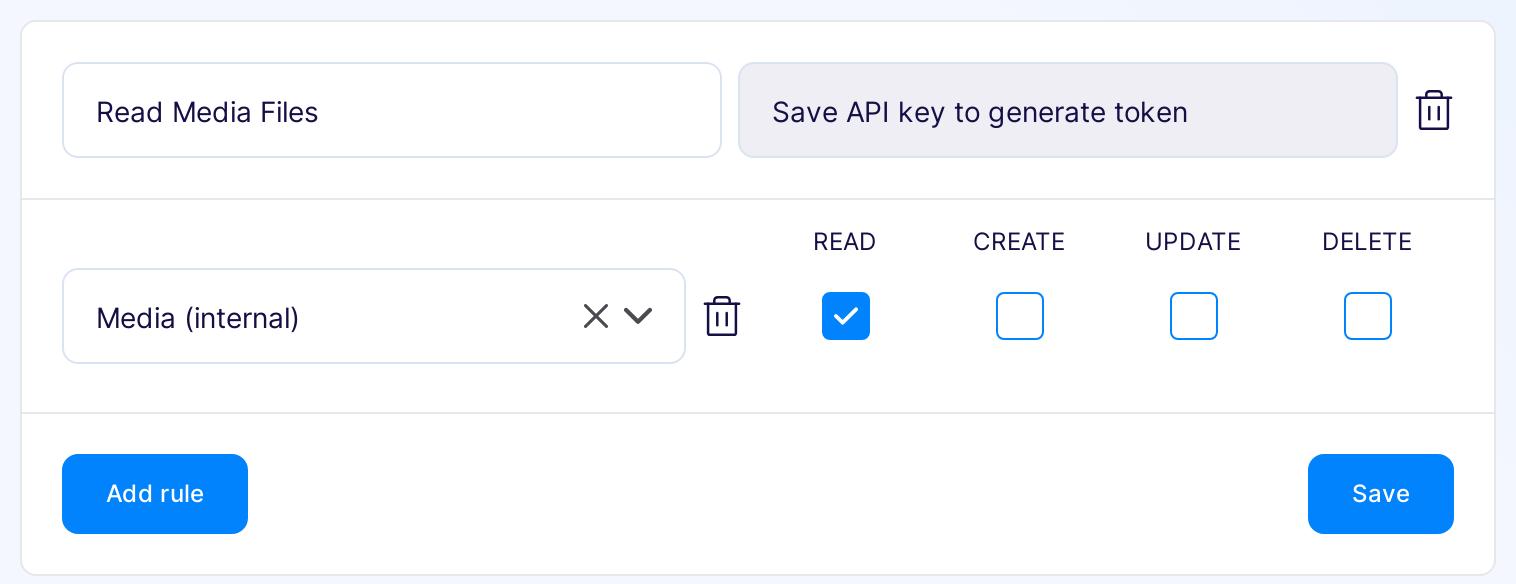 Read Media Files
Save API key to generate token
READ CREATE UPDATE DELETE
Media (internal)
Add rule
Save